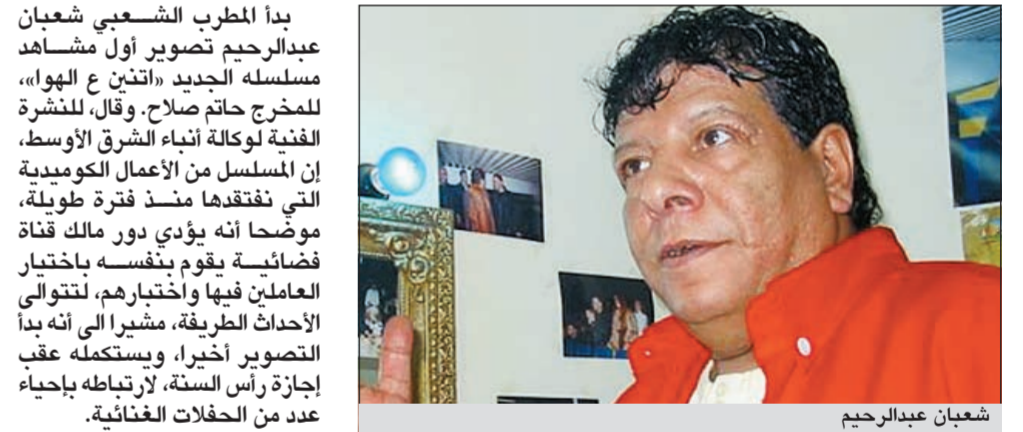 بدأ المطرب الشعبي شعبان
عبدالرحيم تصوير أول مشاهد
مسلسله الجديد «اتنين ع الهوا»،
للمخرج حاتم صلاح. وقال، للنشرة
الفنية لوكالة أنباء الشرق الأوسط،
إن المسلسل من الأعمال الكوميدية
التي نفتقدها منذ فترة طويلة،
موضحا أنه يؤدي دور مالك قناة
فضائية يقوم بنفسه باختيار
العاملين فيها واختبارهم، لتتوالى
الأحداث الطريفة، مشيرا الى أنه بدأ
التصوير أخيرا، ويستكمله عقب
إجازة رأس السنة، لارتباطه بإحياء
عدد من الحفلات الغنائية.
شعبان عبدالرحيم